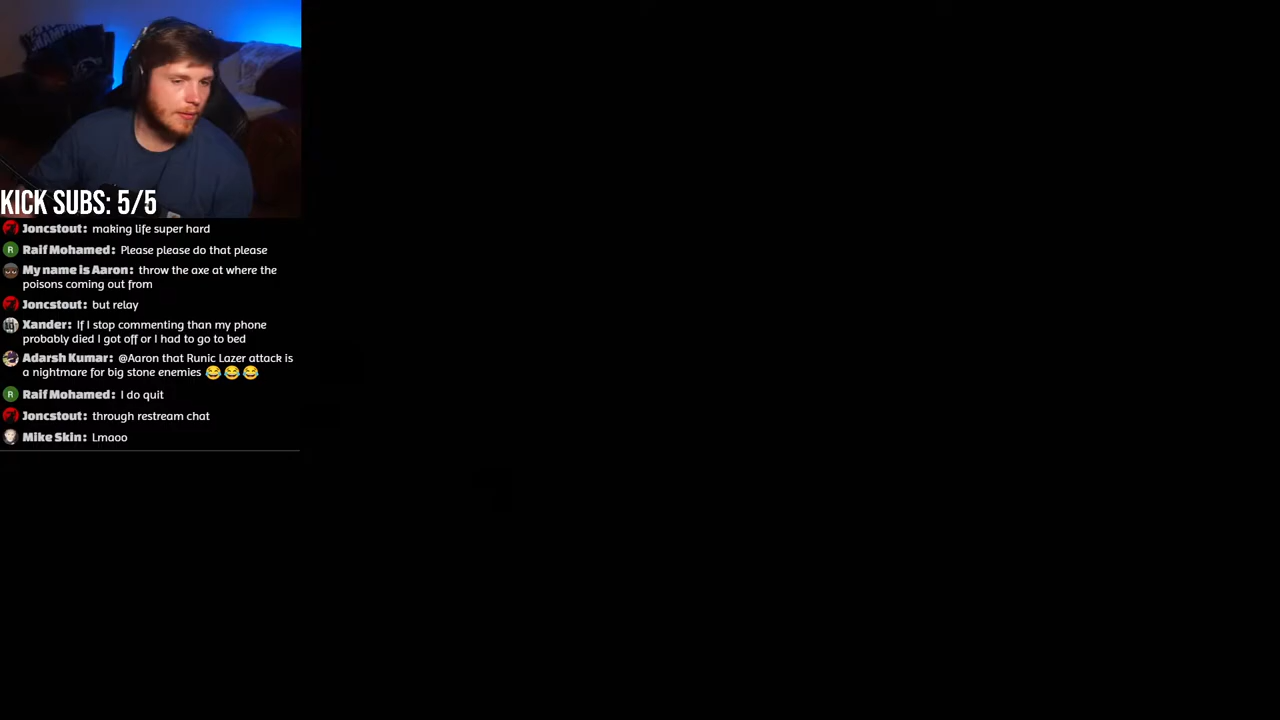 CHAMPION
KICK SUBS: 5/5
Joncstout: making life super hard
Raif Mohamed: Please please do that please
My name is Aaron: throw the axe at where the
poisons coming out from
Joncstout: but relay
Xander: If I stop commenting than my phone
probably died I got off or I had to go to bed
Adarsh Kumar: @Aaron that Runic Lazer attack is
a nightmare for big stone enemies 😂 😂 😂
R Raif Mohamed: I do quit
Joncstout: through restream chat
Mike Skin: Lmaoo